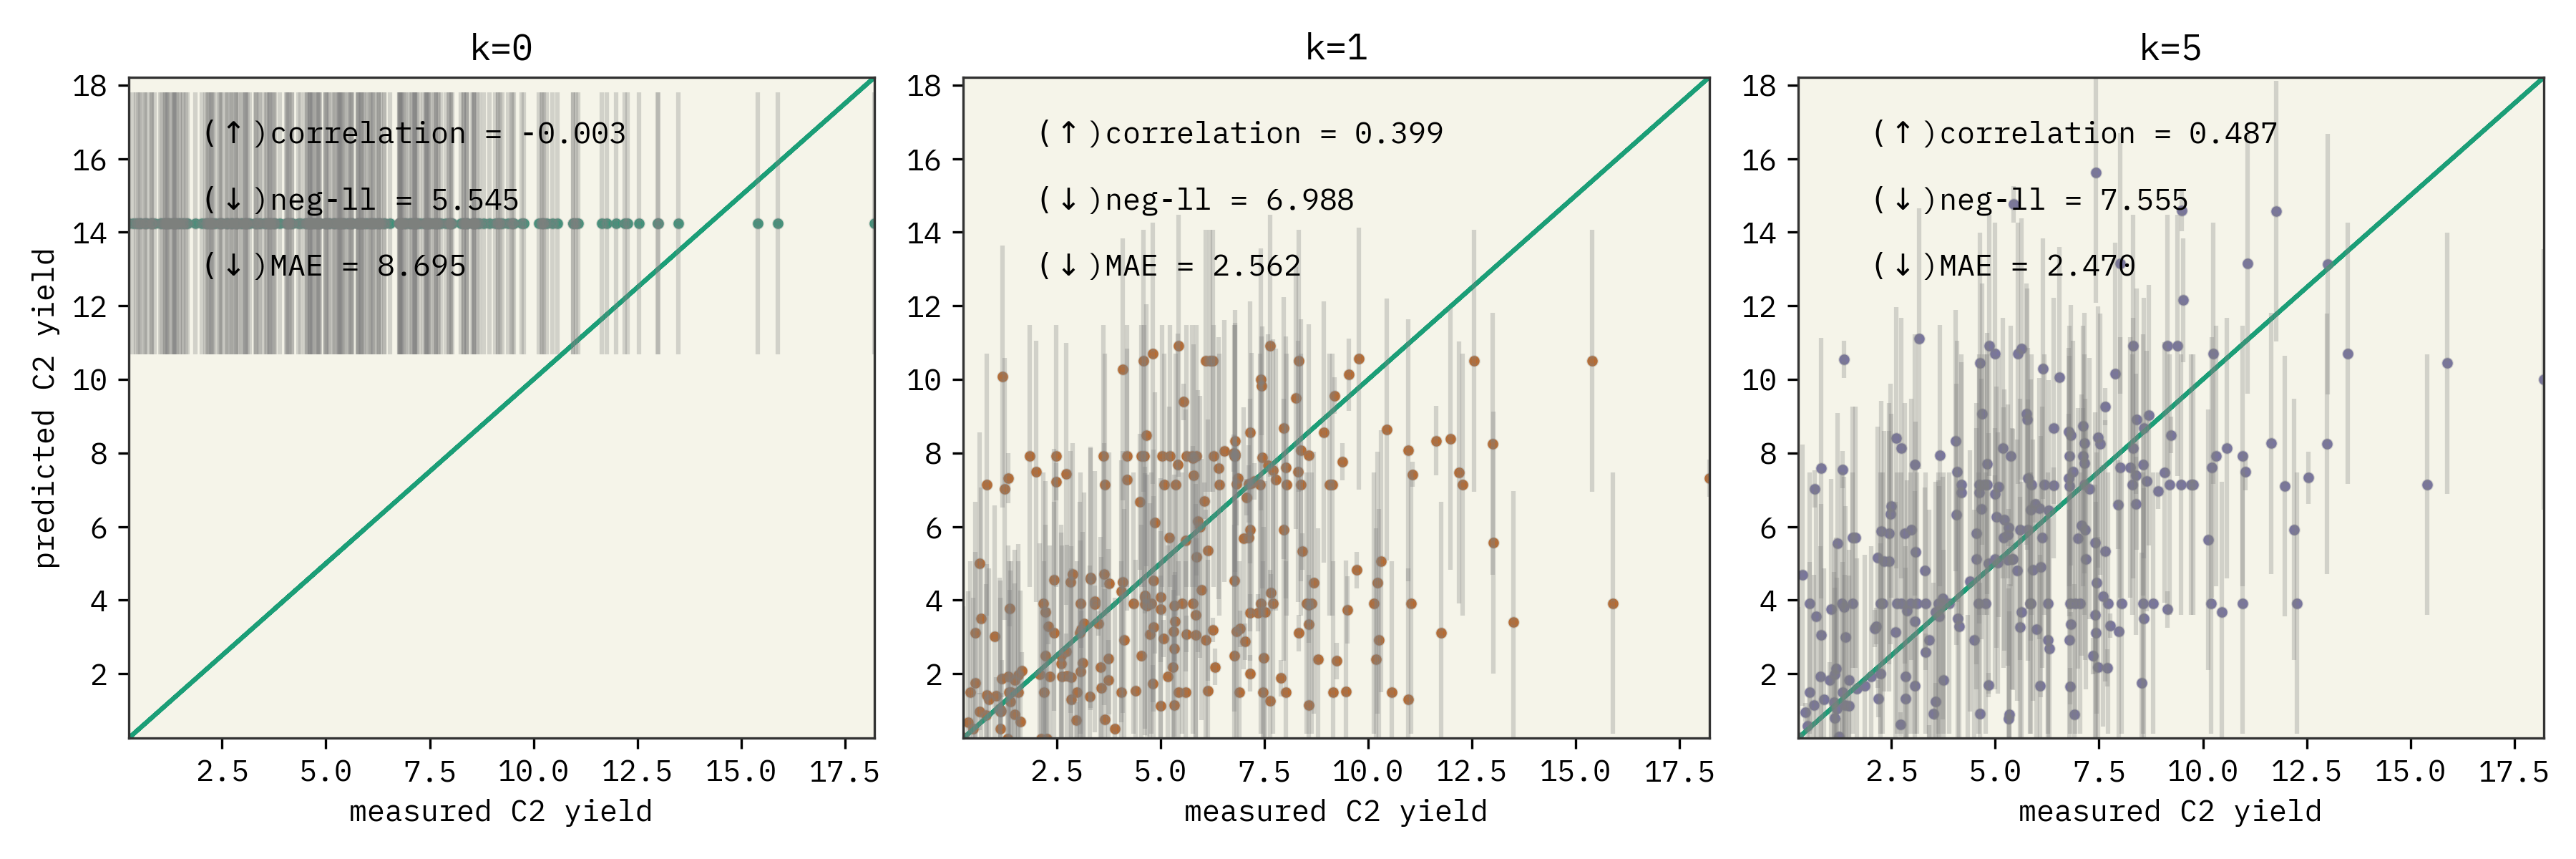 k=0
k=1
k=5
(↑)correlation = -0.003
(↓)neg-ll = 5.545
(↓)MAE = 8.695
(↑)correlation = 0.399
(↓)neg-ll = 6.988
(↓)MAE = 2.562
(↑)correlation = 0.487
(↓)neg-ll = 7.555
(↓)MAE = 2.470
predicted C2 yield
18
16
14
12
10
8
6
4
2
18
16
14
12
10
8
6
4
2
18
16
14
12
10
8
6
4
2
2.5 5.0 7.5 10.0 12.5 15.0 17.5
2.5 5.0 7.5 10.0 12.5 15.0 17.5
2.5 5.0 7.5 10.0 12.5 15.0 17.5
measured C2 yield
measured C2 yield
measured C2 yield